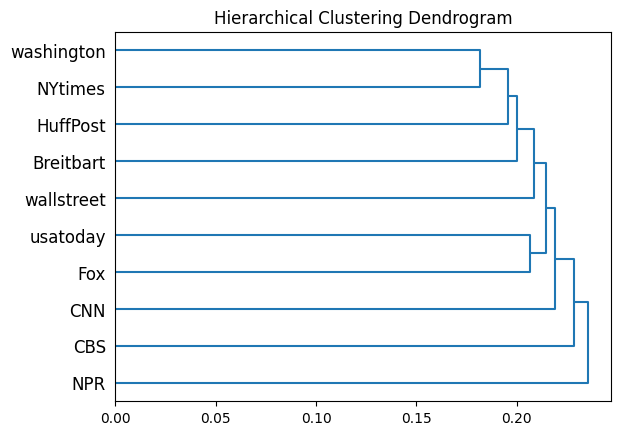 Hierarchical Clustering Dendrogram
washington
NYtimes
HuffPost
Breitbart
wallstreet
usatoday
Fox
CNN
CBS
NPR
0.00 0.05 0.10 0.15 0.20